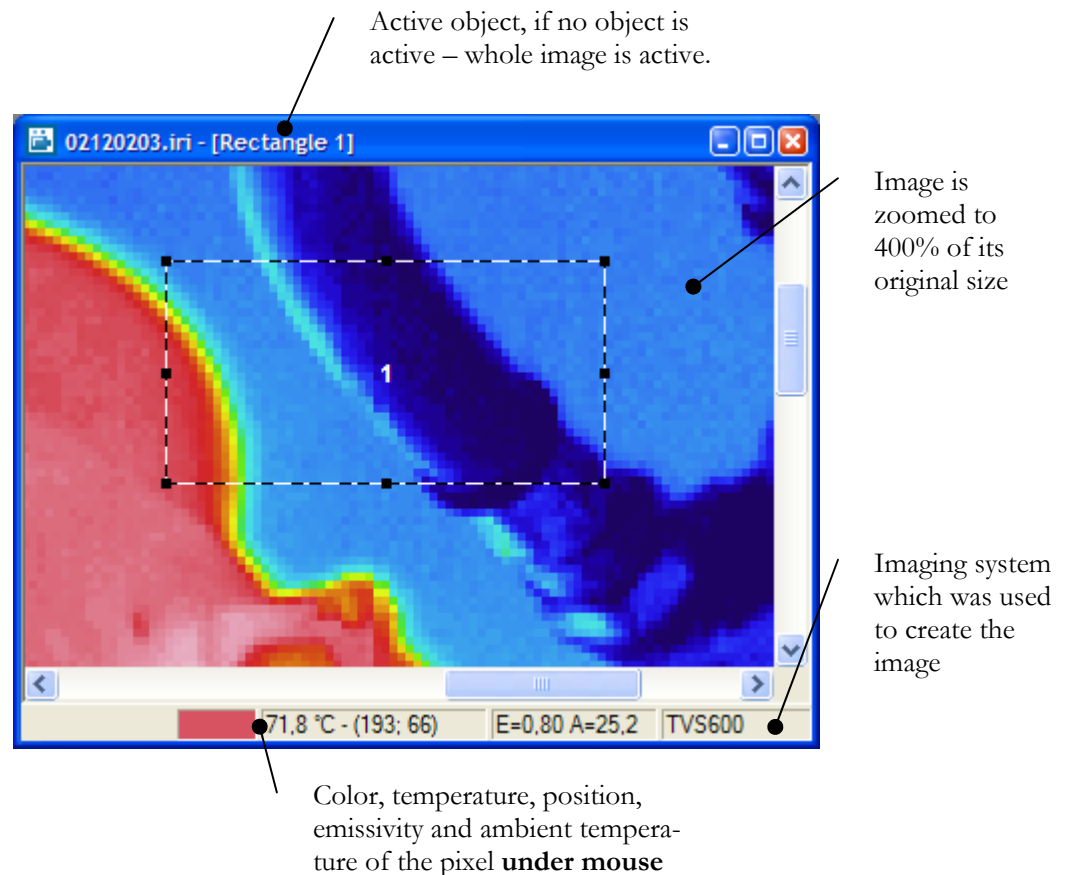 Active object, if no object is
active – whole image is active.
02120203.iri - [Rectangle 1]
Image is
zoomed to
400% of its
original size
1
Imaging system
which was used
to create the
image
71,8 °C - (193; 66)
E=0,80 A=25,2
TVS600
Color, temperature, position,
emissivity and ambient tempera-
ture of the pixel under mouse